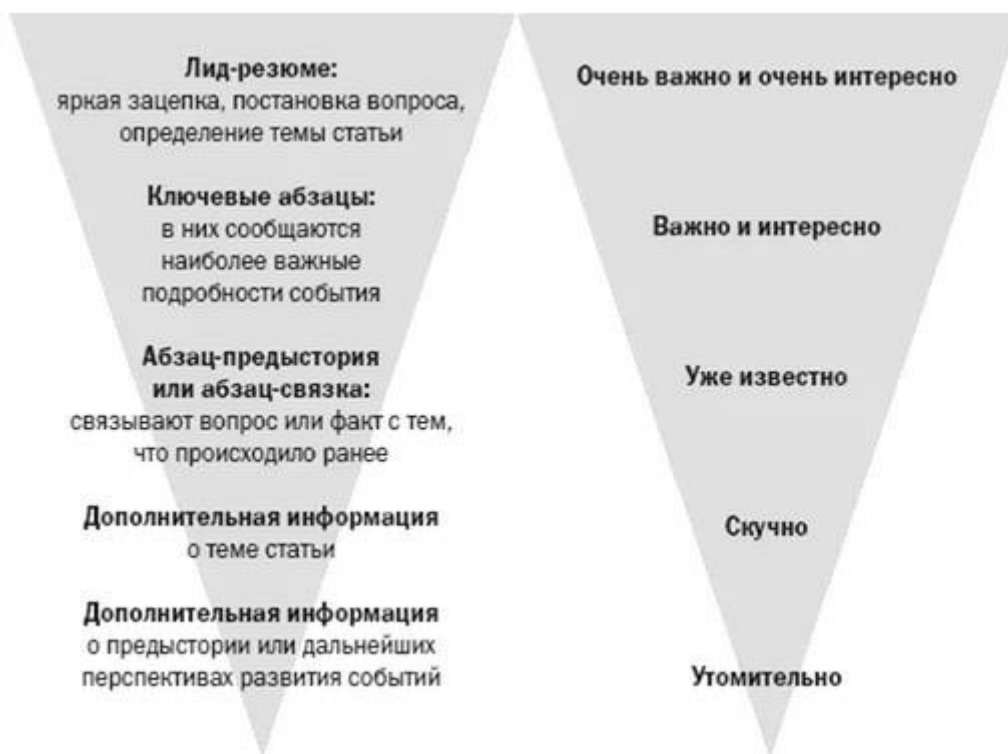 Лид-резюме:
яркая зацепка, постановка вопроса,
определение темы статьи
Ключевые абзацы:
в них сообщаются
наиболее важные
подробности события
Абзац-предыстория
или абзац-связка:
связывают вопрос или факт с тем,
что происходило ранее
Дополнительная информация
о теме статьи
Дополнительная информация
о предыстории или дальнейших
перспективах развития событий
Очень важно и очень интересно
Важно и интересно
Уже известно
Скучно
Утомительно